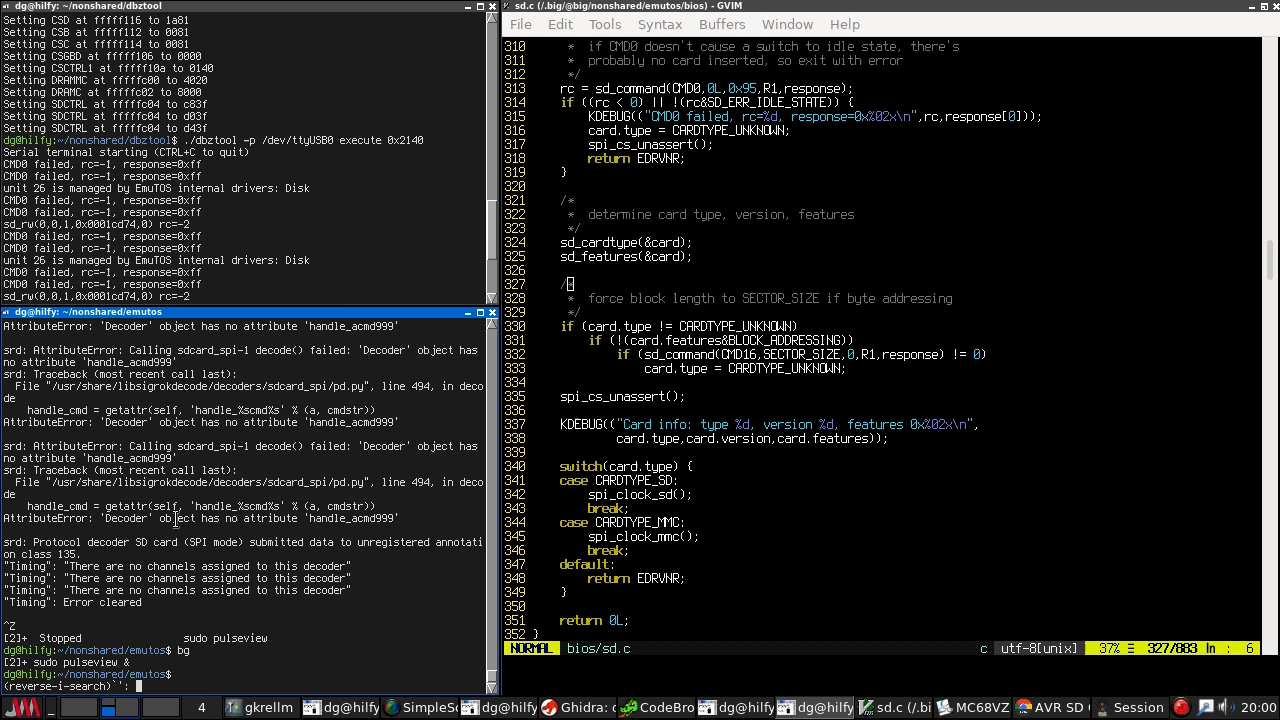 dg@hilfy: ~/nonshared/dbztool
Setting CSD at fffff116 to 1a81
Setting CSB at fffff112 to 0081
Setting CSC at fffff114 to 0081
Setting CSGBD at fffff106 to 0000
Setting CSCTRL1 at fffff10a to 0140
Setting DRAMMC at fffffc00 to 4020
Setting DRAMC at fffffc02 to 8000
Setting SDCTRL at fffffc04 to c83f
Setting SDCTRL at fffffc04 to d03f
Setting SDCTRL at fffffc04 to d43f
dg@hilfy:~/nonshared/dbztool$ ./dbztool -p /dev/ttyUSB0 execute 0x2140
Serial terminal starting (CTRL+C to quit)
CMD0 failed, rc=-1, response=0xff
CMD0 failed, rc=-1, response=0xff
unit 26 is managed by EmuTOS internal drivers: Disk
CMD0 failed, rc=-1, response=0xff
CMD0 failed, rc=-1, response=0xff
sd_rw(0,0,1,0x0001cd74,0) rc=-2
CMD0 failed, rc=-1, response=0xff
CMD0 failed, rc=-1, response=0xff
unit 26 is managed by EmuTOS internal drivers: Disk
CMD0 failed, rc=-1, response=0xff
CMD0 failed, rc=-1, response=0xff
sd_rw(0,0,1,0x0001cd74,0) rc=-2
dg@hilfy: ~/nonshared/emutos
AttributeError: 'Decoder' object has no attribute 'handle_acmd999'
srd: AttributeError: Calling sdcard_spi-1 decode() failed: 'Decoder' object has
no attribute 'handle_acmd999'
srd: Traceback (most recent call last):
File "/usr/share/libsigrokdecode/decoders/sdcard_spi/pd.py", line 494, in deco
de
handle_cmd = getattr(self, 'handle_%scmd%s' % (a, cmdstr))
AttributeError: 'Decoder' object has no attribute 'handle_acmd999'
srd: AttributeError: Calling sdcard_spi-1 decode() failed: 'Decoder' object has
no attribute 'handle_acmd999'
srd: Traceback (most recent call last):
File "/usr/share/libsigrokdecode/decoders/sdcard_spi/pd.py", line 494, in deco
de
handle_cmd = getattr(self, 'handle_%scmd%s' % (a, cmdstr))
AttributeError: 'Decoder' object has no attribute 'handle_acmd999'
srd: Protocol decoder SD card (SPI mode) submitted data to unregistered annotati
on class 135.
"Timing": "There are no channels assigned to this decoder"
"Timing": "There are no channels assigned to this decoder"
"Timing": "There are no channels assigned to this decoder"
"Timing": Error cleared
^Z
[2]+  Stopped                 sudo pulseview
dg@hilfy:~/nonshared/emutos$ bg
[2]+ sudo pulseview &
dg@hilfy:~/nonshared/emutos$
(reverse-i-search)`':
sd.c (/.big/@big/nonshared/emutos/bios) - GVIM
File Edit Tools Syntax Buffers Window Help
310      *  if CMD0 doesn't cause a switch to idle state, there's
311      *  probably no card inserted, so exit with error
312      */
313     rc = sd_command(CMD0,0L,0x95,R1,response);
314     if ((rc < 0) || !(rc&SD_ERR_IDLE_STATE)) {
315         KDEBUG(("CMD0 failed, rc=%d, response=0x%02x\n",rc,response[0]));
316         card.type = CARDTYPE_UNKNOWN;
317         spi_cs_unassert();
318         return EDRVNR;
319     }
320
321     /*
322      *  determine card type, version, features
323      */
324     sd_cardtype(&card);
325     sd_features(&card);
326
327     /*
328      *  force block length to SECTOR_SIZE if byte addressing
329      */
330     if (card.type != CARDTYPE_UNKNOWN)
331         if (!(card.features&BLOCK_ADDRESSING))
332             if (sd_command(CMD16,SECTOR_SIZE,0,R1,response) != 0)
333                 card.type = CARDTYPE_UNKNOWN;
334
335     spi_cs_unassert();
336
337     KDEBUG(("Card info: type %d, version %d, features 0x%02x\n",
338             card.type,card.version,card.features));
339
340     switch(card.type) {
341     case CARDTYPE_SD:
342         spi_clock_sd();
343         break;
344     case CARDTYPE_MMC:
345         spi_clock_mmc();
346         break;
347     default:
348         return EDRVNR;
349     }
350
351     return 0L;
352 }
NORMAL bios/sd.c c utf-8[unix] 37% ☰ 327/883 ln : 6
4 gkrellm dg@hilfy SimpleSc dg@hilfy Ghidra: c CodeBro dg@hilfy dg@hilfy sd.c (/.bi MC68VZ AVR SD Session 20:00